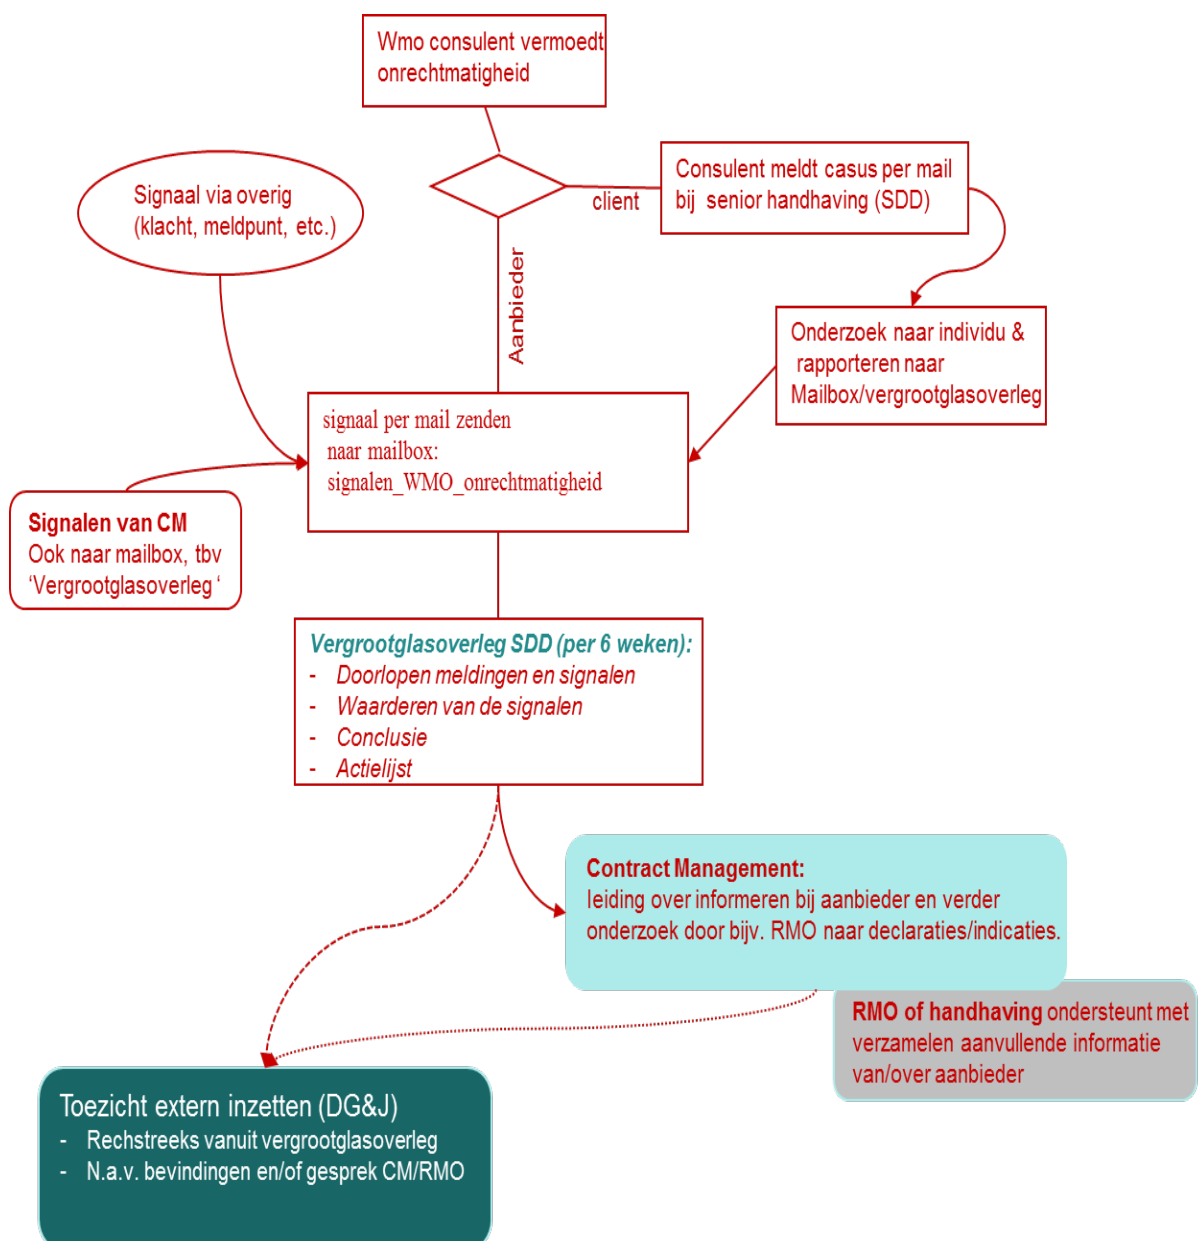 Wmo consulent vermoedt
onrechtmatigheid
Signaal via overig
(klacht, meldpunt, etc.)
client
Consulent meldt casus per mail
bij senior handhaving (SDD)
Aanbieder
Onderzoek naar individu &
rapporteren naar
Mailbox/vergrootglasoverleg
signaal per mail zenden
naar mailbox:
signalen_WMO_onrechtmatigheid
Signalen van CM
Ook naar mailbox, tbv
‘Vergrootglasoverleg ‘
Vergrootglasoverleg SDD (per 6 weken):
- Doorlopen meldingen en signalen
- Waarderen van de signalen
- Conclusie
- Actielijst
Contract Management:
leiding over informeren bij aanbieder en verder
onderzoek door bijv. RMO naar declaraties/indicaties.
RMO of handhaving ondersteunt met
verzamelen aanvullende informatie
van/over aanbieder
Toezicht extern inzetten (DG&J)
- Rechstreeks vanuit vergrootglasoverleg
- N.a.v. bevindingen en/of gesprek CM/RMO